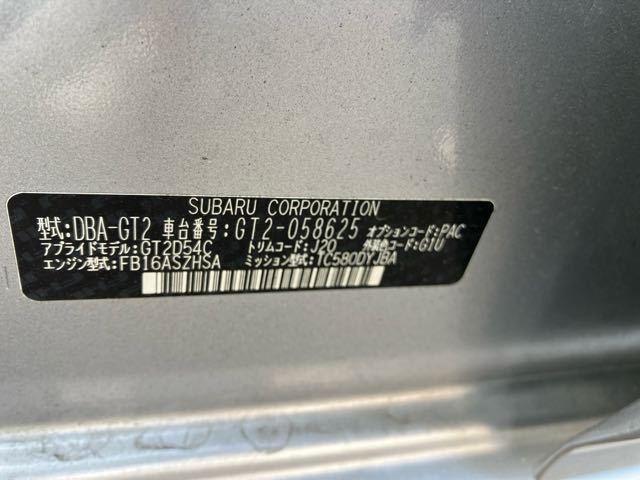 SUBARU CORPORATION
型式:DBA-GT2 車台番号:GT2-058625 オプションコード:PAC
アプライドモデル:GT2D54C トリムコード:J20 外装色コード:G1U
エンジン型式:FB16ASZHSA ミッション型式:TC580DYJBA